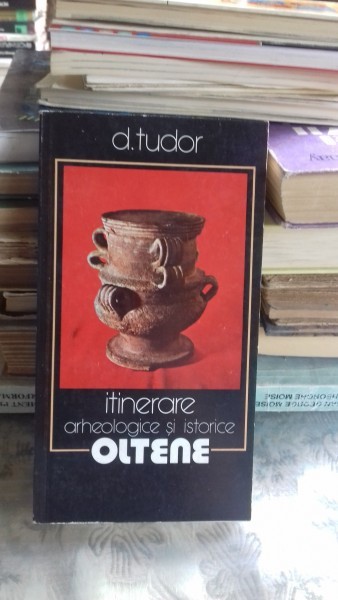 d.tudor
itinerare
arheologice și istorice
OLTENE